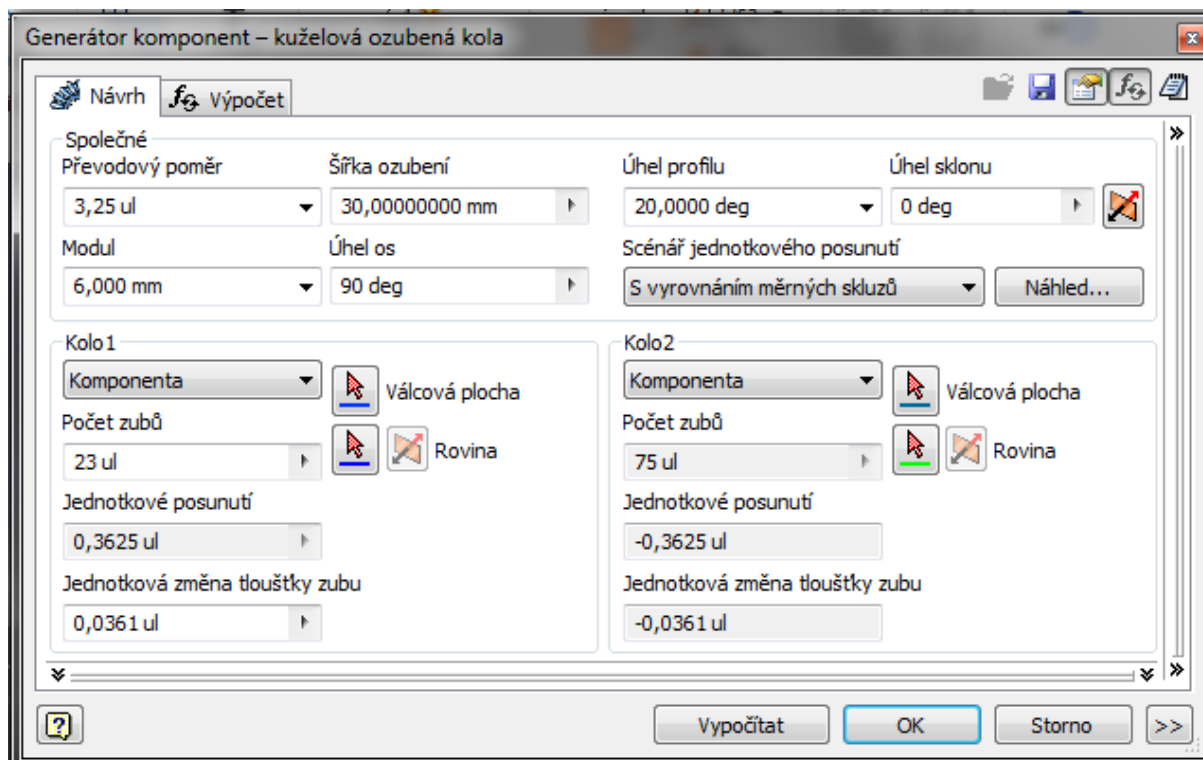 Generátor komponent – kuželová ozubená kola
Návrh
Výpočet
Společné
Převodový poměr
Šířka ozubení
Úhel profilu
Úhel sklonu
3,25 ul
30,00000000 mm
20,0000 deg
0 deg
Modul
Úhel os
Scénář jednotkového posunutí
6,000 mm
90 deg
S vyrovnáním měrných skluzů
Náhled...
Kolo1
Komponenta
Válcová plocha
Počet zubů
23 ul
Rovina
Jednotkové posunutí
0,3625 ul
Jednotková změna tloušťky zubu
0,0361 ul
Kolo2
Komponenta
Válcová plocha
Počet zubů
75 ul
Rovina
Jednotkové posunutí
-0,3625 ul
Jednotková změna tloušťky zubu
-0,0361 ul
Vypočítat
OK
Storno
>>